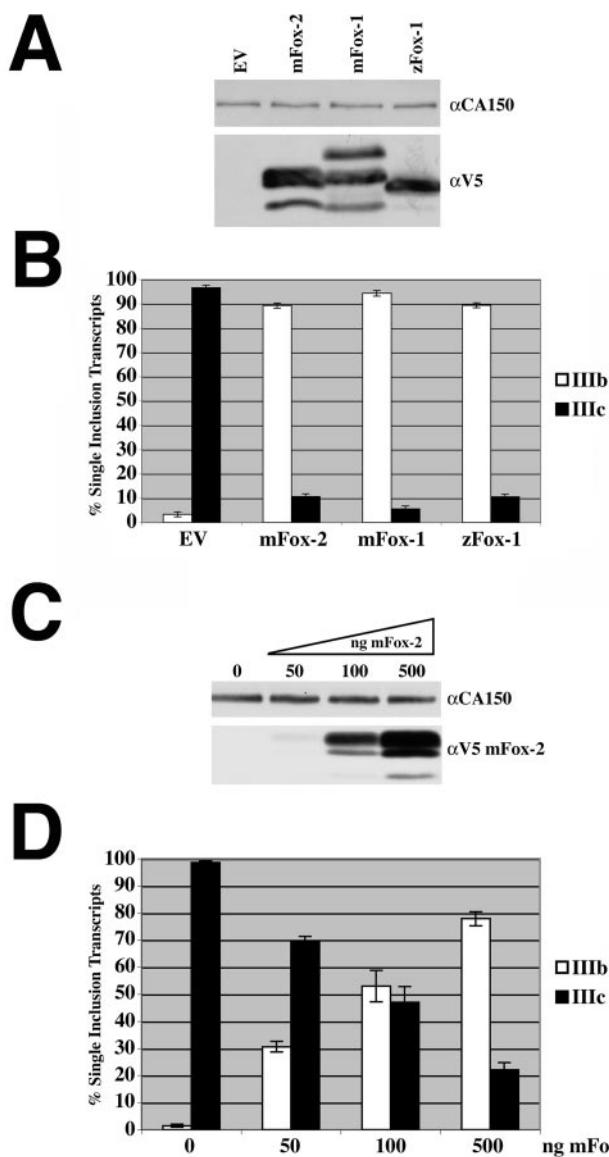 A
EV mFox-2 mFox-1 zFox-1
αCA150
αV5
B
% Single Inclusion Transcripts
100
90
80
70
60
50
40
30
20
10
0
EV mFox-2 mFox-1 zFox-1
IIIb
IIIc
C
ng mFox-2
0 50 100 500
αCA150
αV5 mFox-2
D
% Single Inclusion Transcripts
100
90
80
70
60
50
40
30
20
10
0
0 50 100 500 ng mFo
IIIb
IIIc